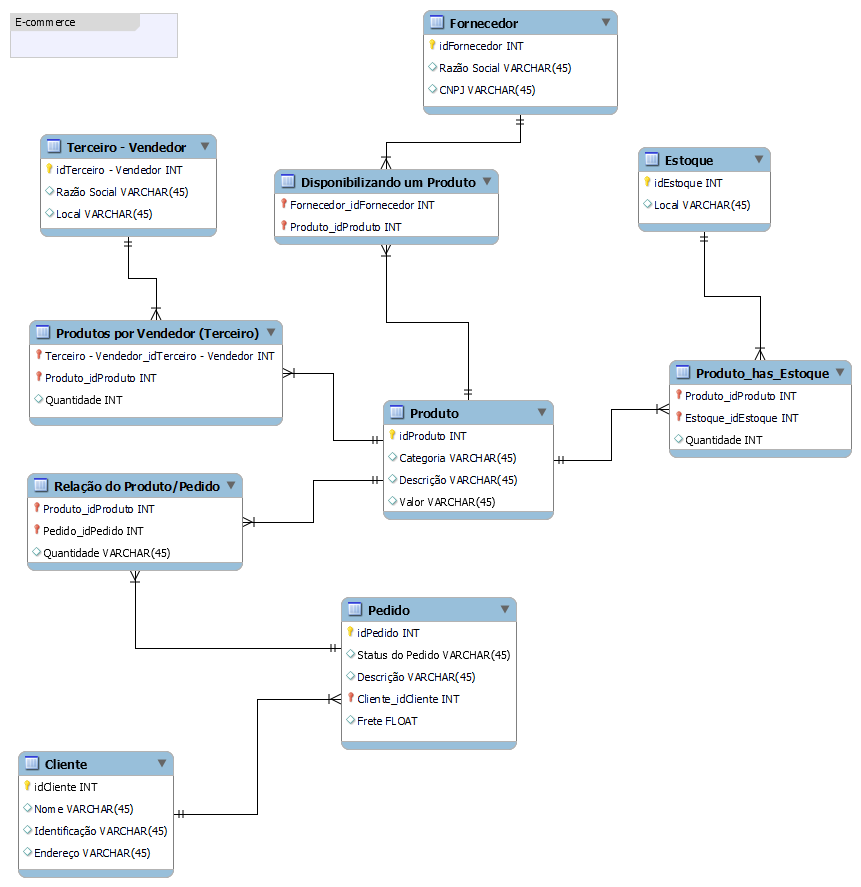 E-commerce
Fornecedor
idFornecedor INT
Razão Social VARCHAR(45)
CNPJ VARCHAR(45)
Terceiro - Vendedor
idTerceiro - Vendedor INT
Razão Social VARCHAR(45)
Local VARCHAR(45)
Disponibilizando um Produto
Fornecedor_idFornecedor INT
Produto_idProduto INT
Estoque
idEstoque INT
Local VARCHAR(45)
Produtos por Vendedor (Terceiro)
Terceiro - Vendedor_idTerceiro - Vendedor INT
Produto_idProduto INT
Quantidade INT
Produto_has_Estoque
Produto_idProduto INT
Estoque_idEstoque INT
Quantidade INT
Produto
idProduto INT
Categoria VARCHAR(45)
Descrição VARCHAR(45)
Valor VARCHAR(45)
Relação do Produto/Pedido
Produto_idProduto INT
Pedido_idPedido INT
Quantidade VARCHAR(45)
Pedido
idPedido INT
Status do Pedido VARCHAR(45)
Descrição VARCHAR(45)
Cliente_idCliente INT
Frete FLOAT
Cliente
idCliente INT
Nome VARCHAR(45)
Identificação VARCHAR(45)
Endereço VARCHAR(45)